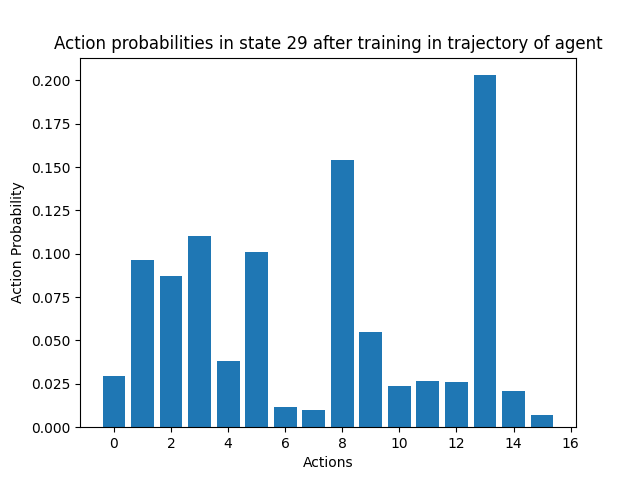 Action probabilities in state 29 after training in trajectory of agent
0.200
0.175
0.150
0.125
0.100
0.075
0.050
0.025
0.000
Action Probability
0 2 4 6 8 10 12 14 16
Actions